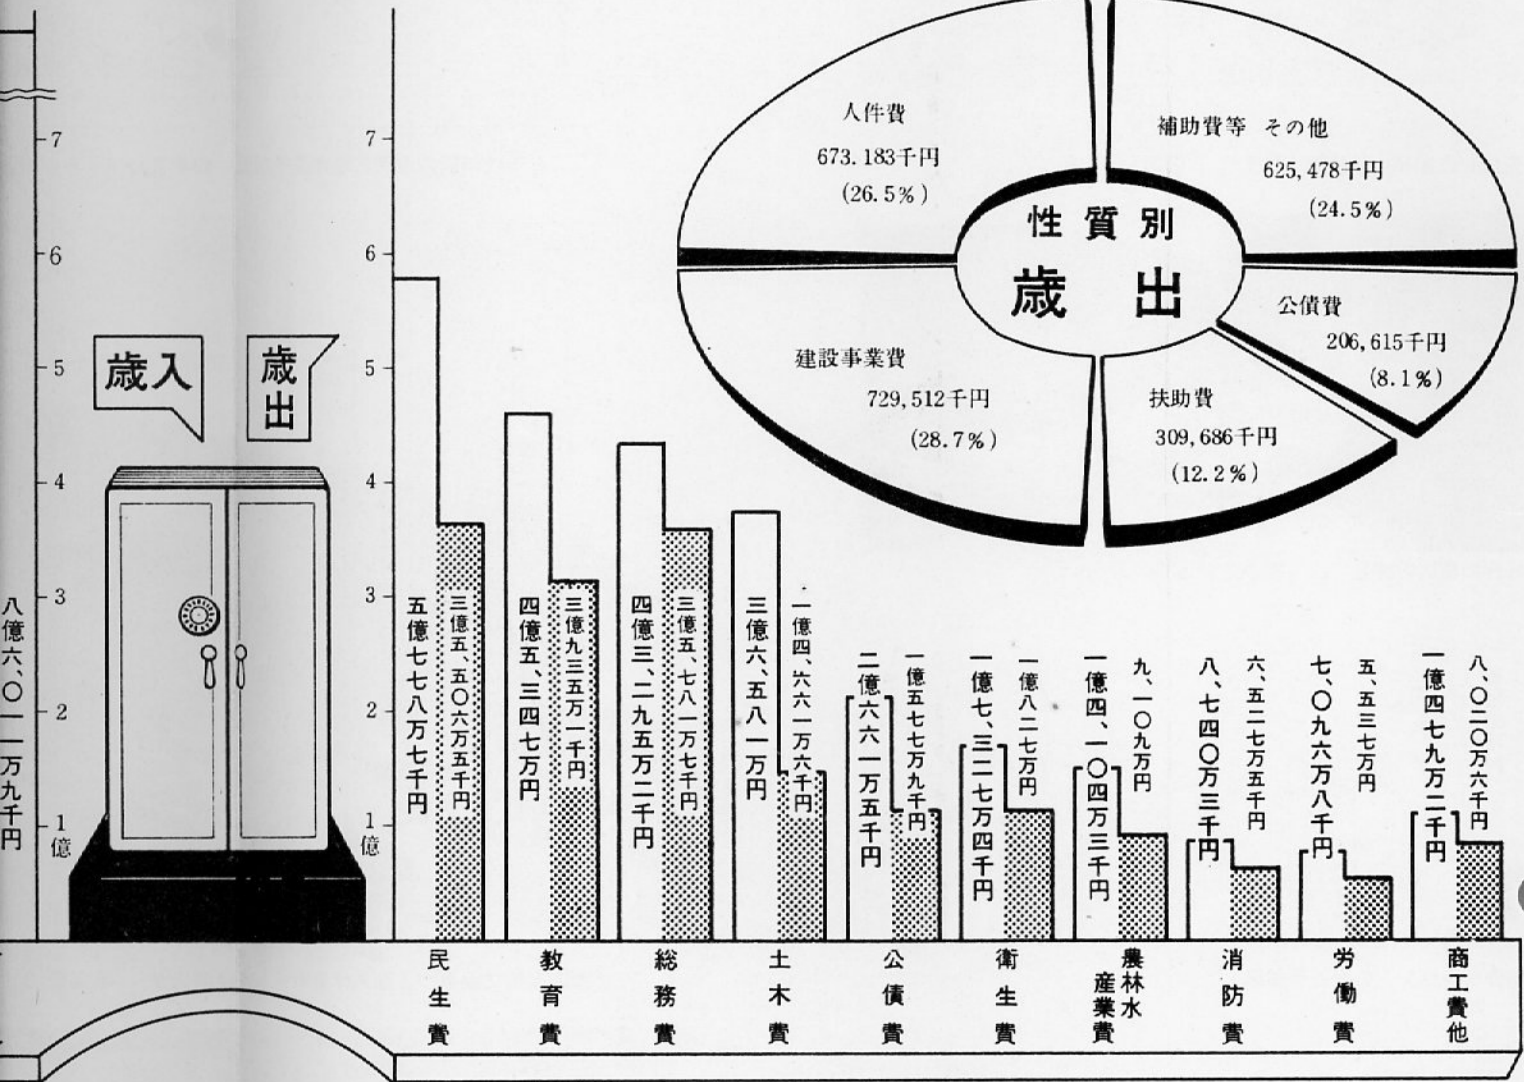 人件費
673.183千円
(26.5%)
補助費等 その他
625,478千円
(24.5%)
性質別
歳出
公債費
206,615千円
(8.1%)
建設事業費
729,512千円
(28.7%)
扶助費
309,686千円
(12.2%)
7
6
5
4
3
2
1
億
7
6
5
4
3
2
1
億
歳入
歳出
八億六、〇一一万九千円
五億七七八万七千円
三億五、五〇六万五千円
四億五、三四七万円
三億九三五万一千円
四億三、二九五万二千円
三億五、七八一万七千円
三億六、五八一万円
一億四、六六一万六千円
二億六六一万五千円
一億五七七万九千円
一億七、三二七万四千円
一億八二七万円
一億四、一〇四万三千円
九、一〇九万円
八、七四〇万三千円
六、五二七万五千円
七、〇九六万八千円
五、五三七万円
一億四七九万二千円
八、〇二〇万六千円
民生費
教育費
総務費
土木費
公債費
衛生費
農林水
産業費
消防費
労働費
商工費他